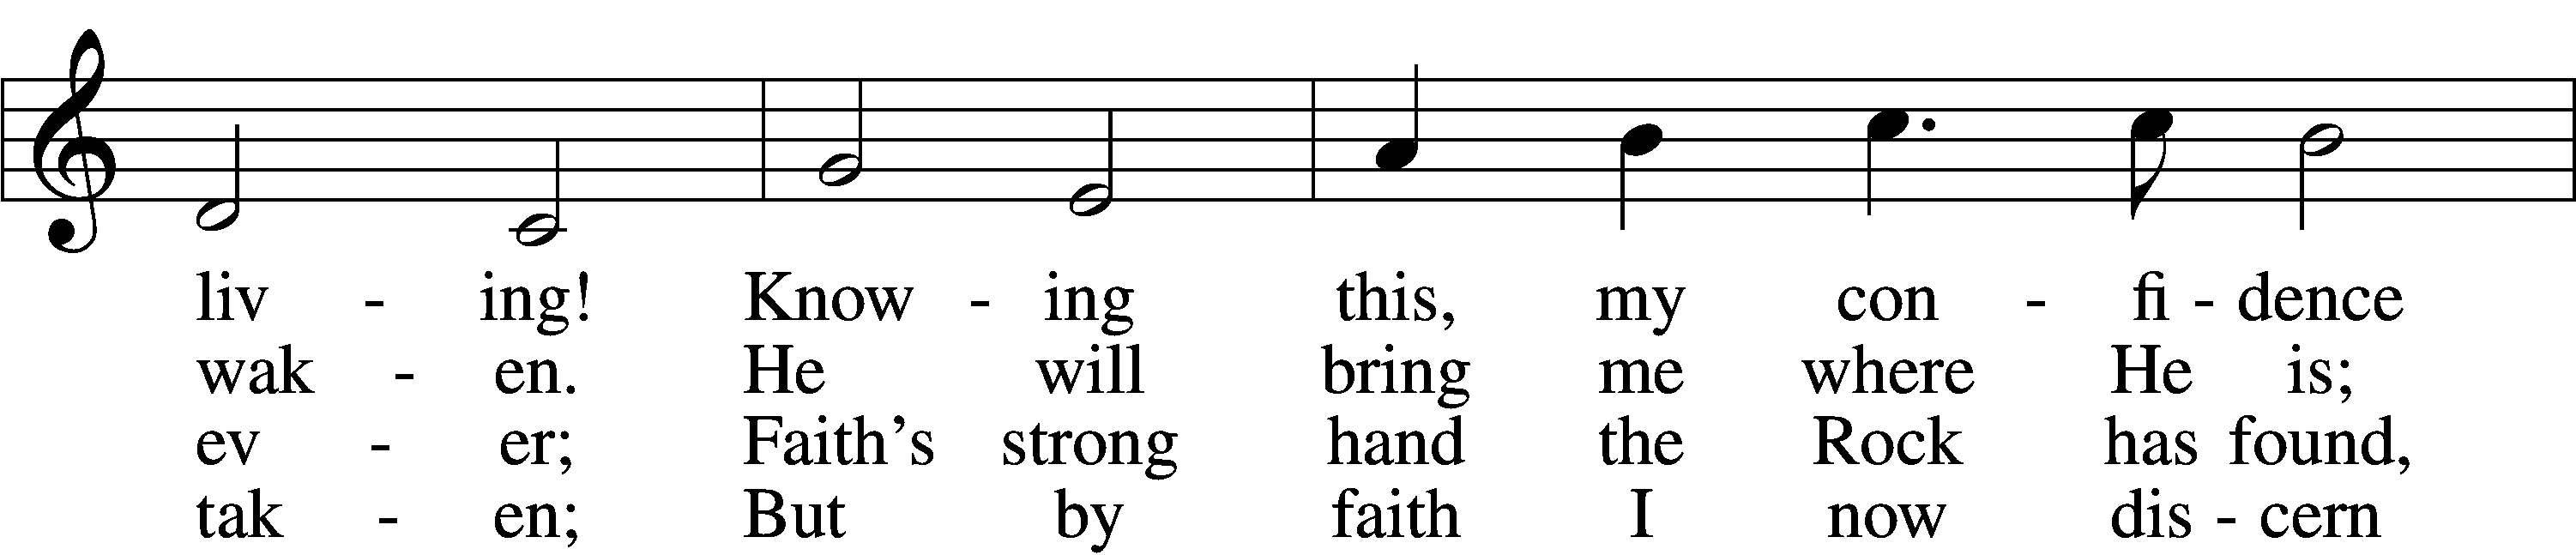 liv - ing! Know - ing this, my con - fi - dence
wak - en. He will bring me where He is;
ev - er; Faith's strong hand the Rock has found,
tak - en; But by faith I now dis - cern